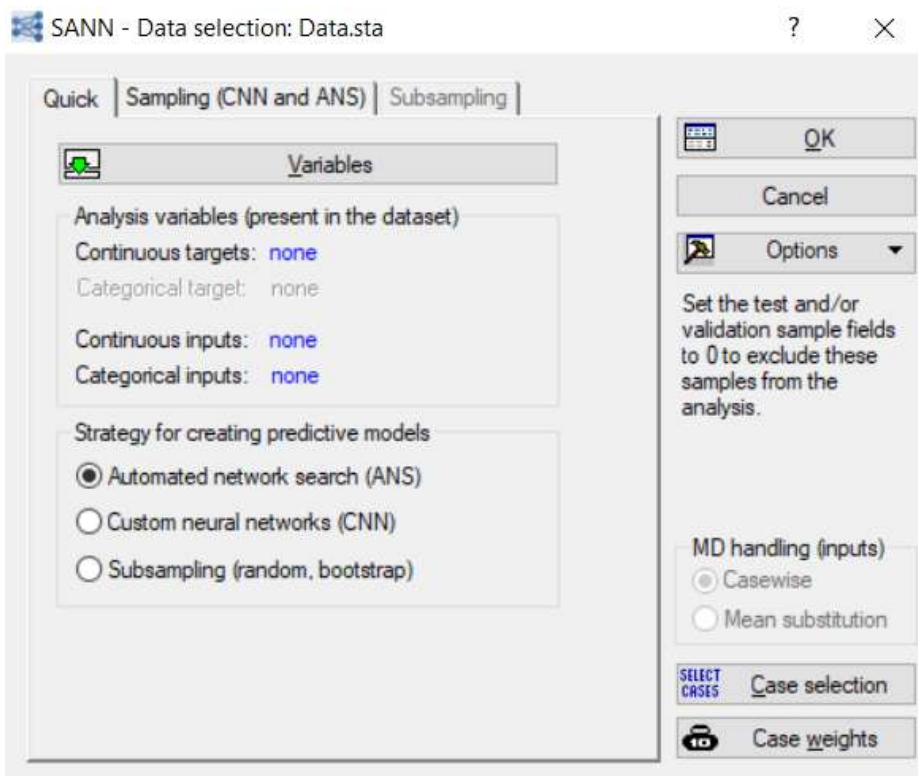 SANN - Data selection: Data.sta
?
Quick
Sampling (CNN and ANS)
Subsampling
Variables
Analysis variables (present in the dataset)
Continuous targets: none
Categorical target: none
Continuous inputs: none
Categorical inputs: none
Strategy for creating predictive models
Automated network search (ANS)
Custom neural networks (CNN)
Subsampling (random, bootstrap)
OK
Cancel
Options
Set the test and/or
validation sample fields
to 0 to exclude these
samples from the
analysis.
MD handling (inputs)
Casewise
Mean substitution
SELECT
CASES
Case selection
Case weights